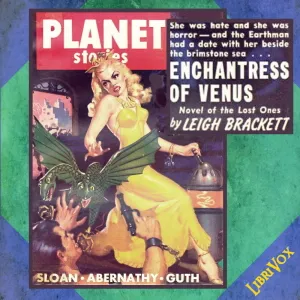 PLANET
stories
She was hate and she was
horror — and the Earthman
had a date with her beside
the brimstone sea . . .
ENCHANTRESS
OF VENUS
Novel of the Lost Ones
by LEIGH BRACKETT
SLOAN • ABERNATHY • GUTH
LIBRIVOX